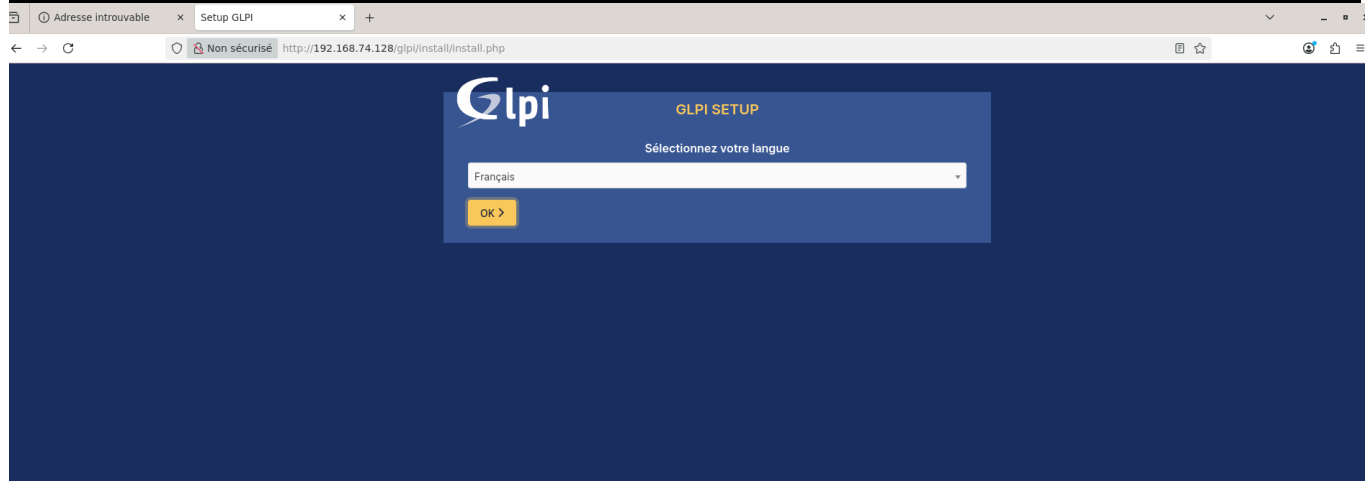 Adresse introuvable × Setup GLPI × +
Non sécurisé http://192.168.74.128/glpi/install/install.php
Glpi GLPI SETUP
Sélectionnez votre langue
Français
OK